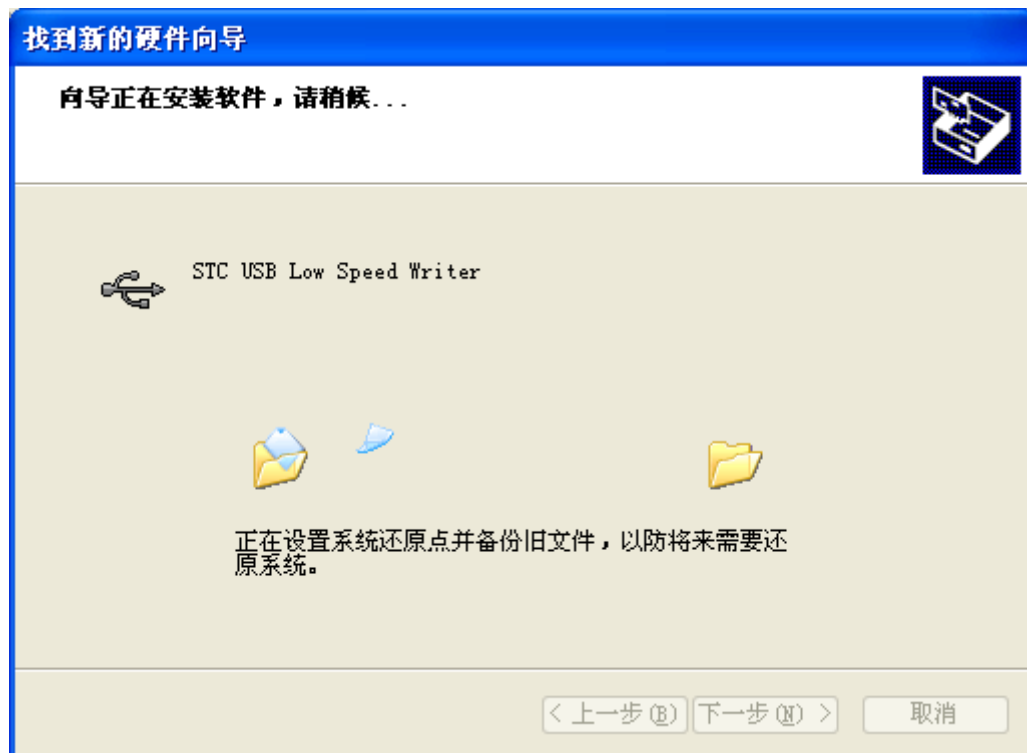 找到新的硬件向导
向导正在安装软件，请稍候...
STC USB Low Speed Writer
正在设置系统还原点并备份旧文件，以防将来需要还
原系统。
< 上一步(B) 下一步(N) > 取消